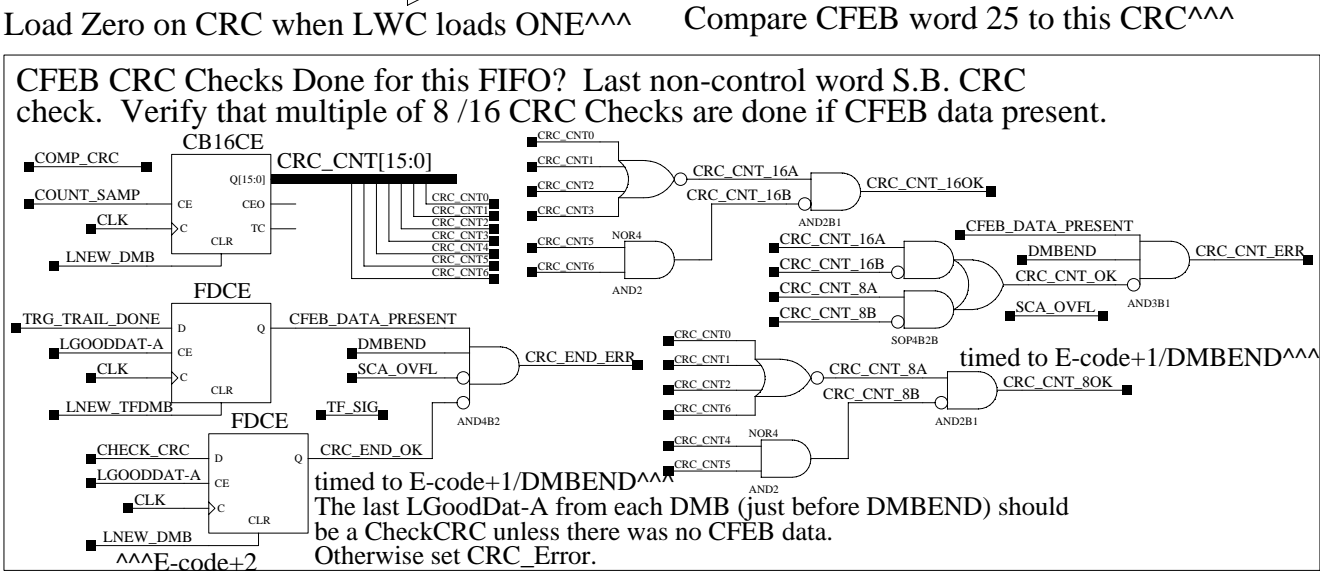 Load Zero on CRC when LWC loads ONE^^^
Compare CFEB word 25 to this CRC^^^
CFEB CRC Checks Done for this FIFO?  Last non-control word S.B. CRC
check.  Verify that multiple of 8 /16 CRC Checks are done if CFEB data present.
CB16CE
COMP_CRC
CRC_CNT[15:0]
Q[15:0]
COUNT_SAMP
CE
CEO
CLK
C
TC
CLR
LNEW_DMB
CRC_CNT0
CRC_CNT1
CRC_CNT2
CRC_CNT3
CRC_CNT4
CRC_CNT5
CRC_CNT6
CRC_CNT0
CRC_CNT1
CRC_CNT2
CRC_CNT3
NOR4
CRC_CNT_16A
CRC_CNT5
CRC_CNT6
AND2
CRC_CNT_16B
AND2B1
CRC_CNT_16OK
CFEB_DATA_PRESENT
DMBEND
CRC_CNT_16A
CRC_CNT_16B
CRC_CNT_8A
CRC_CNT_8B
SOP4B2B
CRC_CNT_OK
SCA_OVFL
AND3B1
CRC_CNT_ERR
timed to E-code+1/DMBEND^^^
FDCE
TRG_TRAIL_DONE
D
Q
CFEB_DATA_PRESENT
LGOODDAT-A
CE
CLK
C
CLR
LNEW_TFDMB
DMBEND
SCA_OVFL
TF_SIG
AND4B2
CRC_END_ERR
CRC_CNT0
CRC_CNT1
CRC_CNT2
CRC_CNT6
NOR4
CRC_CNT_8A
CRC_CNT4
CRC_CNT5
AND2
CRC_CNT_8B
AND2B1
CRC_CNT_8OK
FDCE
CHECK_CRC
D
Q
CRC_END_OK
LGOODDAT-A
CE
CLK
C
CLR
LNEW_DMB
^^^E-code+2
timed to E-code+1/DMBEND^^^
The last LGoodDat-A from each DMB (just before DMBEND) should
be a CheckCRC unless there was no CFEB data.
Otherwise set CRC_Error.